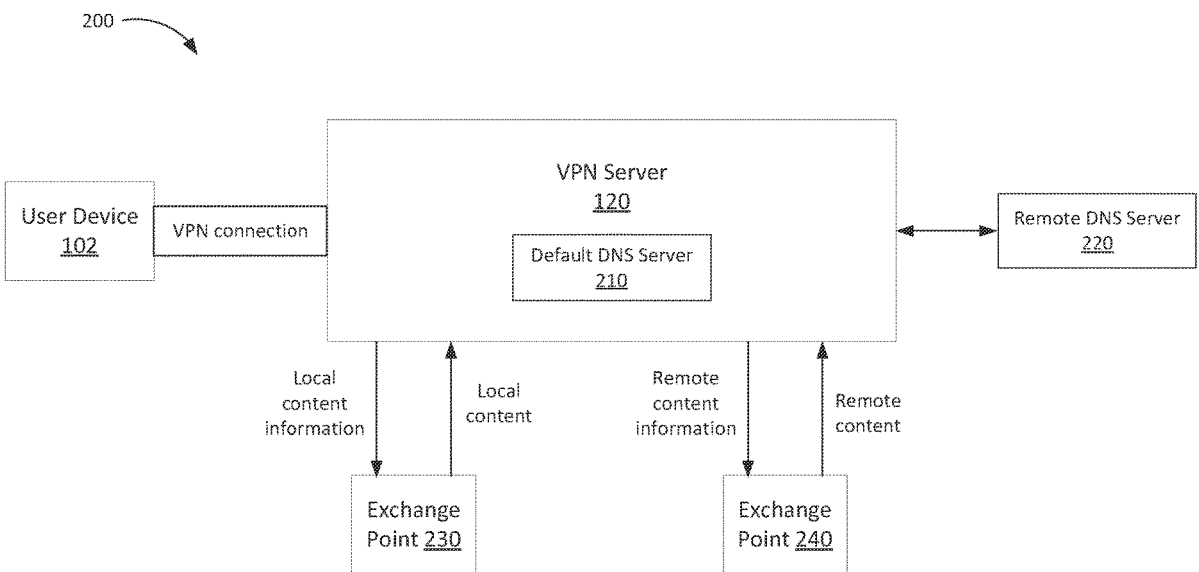 200
VPN Server
120
User Device
102
VPN connection
Default DNS Server
210
Remote DNS Server
220
Local
content
information
Local
content
Remote
content
information
Remote
content
Exchange
Point 230
Exchange
Point 240